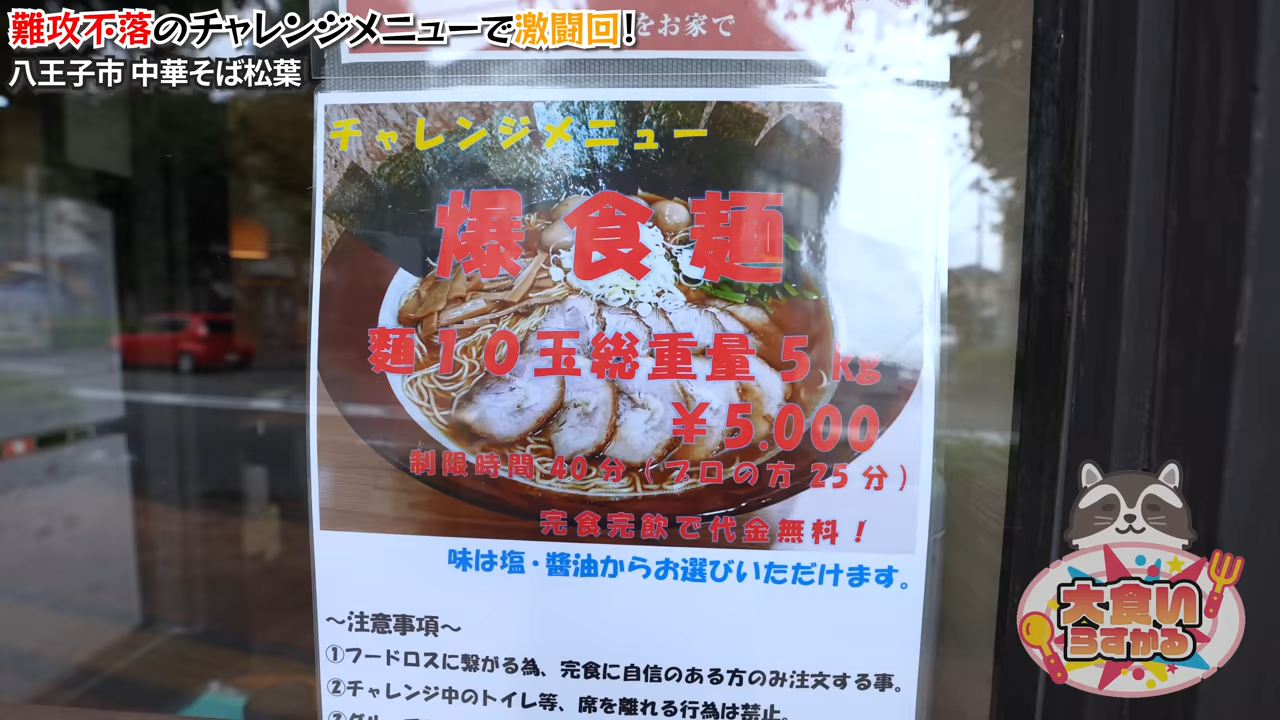 難攻不落のチャレンジメニューで激闘回!
八王子市 中華そば松葉
をお家で
チャレンジメニュー
爆食麺
麺10玉総重量5kg
¥5.000
制限時間40分(プロの方25分)
完食完飲で代金無料!
味は塩・醬油からお選びいただけます。
~注意事項~
①フードロスに繋がる為、完食に自信のある方のみ注文する事。
②チャレンジ中のトイレ等、席を離れる行為は禁止。
大食い
らすかる